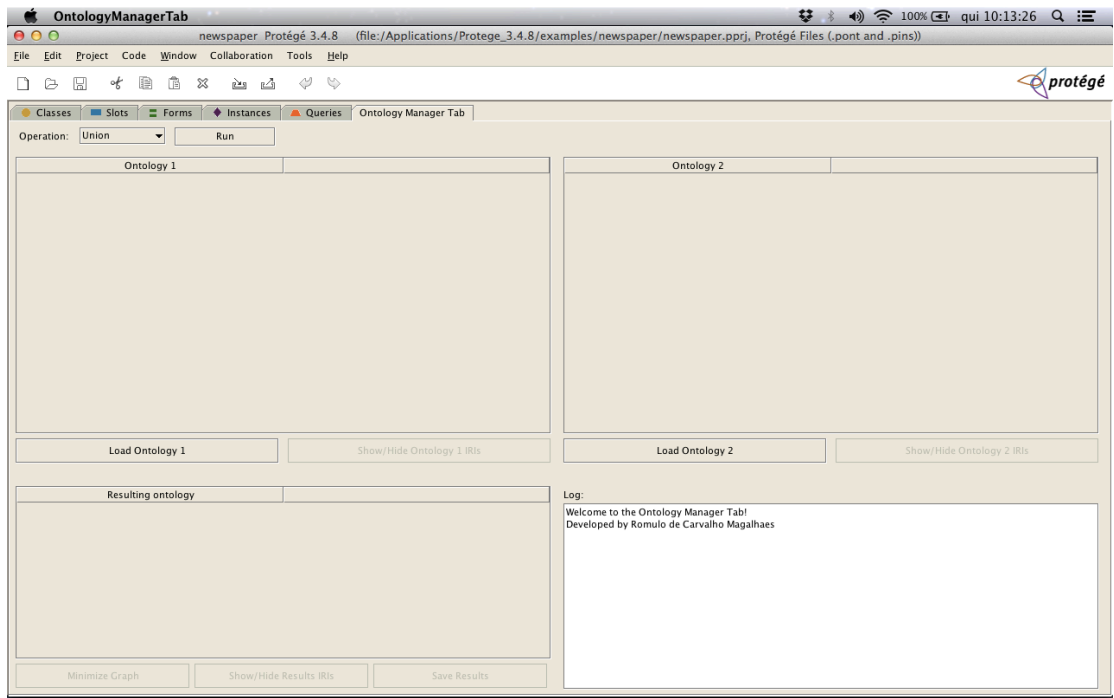 OntologyManagerTab 100% qui 10:13:26
newspaper Protégé 3.4.8 (file:/Applications/Protege_3.4.8/examples/newspaper/newspaper.pprj, Protégé Files (.pont and .pins))
File Edit Project Code Window Collaboration Tools Help
protégé
Classes Slots Forms Instances Queries Ontology Manager Tab
Operation: Union Run
Ontology 1 Ontology 2
Load Ontology 1 Show/Hide Ontology 1 IRIs Load Ontology 2 Show/Hide Ontology 2 IRIs
Resulting ontology Log:
Welcome to the Ontology Manager Tab!
Developed by Romulo de Carvalho Magalhaes
Minimize Graph Show/Hide Results IRIs Save Results